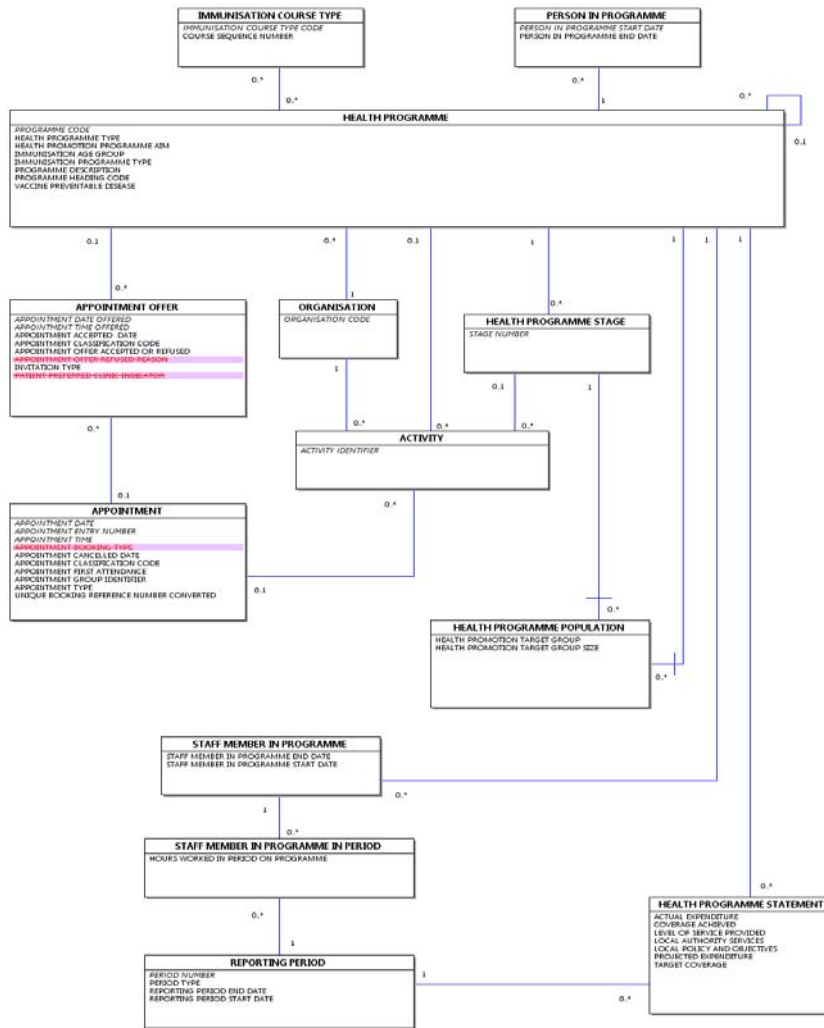 IMMUNISATION COURSE TYPE
IMMUNISATION COURSE TYPE CODE
COURSE SEQUENCE NUMBER
PERSON IN PROGRAMME
PERSON IN PROGRAMME START DATE
PERSON IN PROGRAMME END DATE
0..*
0..*
0..*
0..*
1
HEALTH PROGRAMME
0.1
PROGRAMME CODE
HEALTH PROGRAMME TYPE
HEALTH PROMOTION PROGRAMME AIM
IMMUNISATION AGE GROUP
IMMUNISATION PROGRAMME TYPE
PROGRAMME DESCRIPTION
PROGRAMME HEADING CODE
VACCINE PREVENTABLE DISEASE
0.1
0..*
0.1
1
1
1
1
0..*
1
0..*
APPOINTMENT OFFER
APPOINTMENT DATE OFFERED
APPOINTMENT TIME OFFERED
APPOINTMENT ACCEPTED DATE
APPOINTMENT CLASSIFICATION CODE
APPOINTMENT OFFER ACCEPTED OR REFUSED
APPOINTMENT OFFER REFUSED REASON
INVITATION TYPE
PATIENT PREFERRED CLINIC INDICATOR
ORGANISATION
ORGANISATION CODE
HEALTH PROGRAMME STAGE
STAGE NUMBER
1
0.1
1
0..*
0..*
0..*
ACTIVITY
ACTIVITY IDENTIFIER
0..*
0.1
0..*
APPOINTMENT
APPOINTMENT DATE
APPOINTMENT ENTRY NUMBER
APPOINTMENT TIME
APPOINTMENT BOOKING TYPE
APPOINTMENT CANCELLED DATE
APPOINTMENT CLASSIFICATION CODE
APPOINTMENT FIRST ATTENDANCE
APPOINTMENT GROUP IDENTIFIER
APPOINTMENT TYPE
UNIQUE BOOKING REFERENCE NUMBER CONVERTED
0.1
0..*
HEALTH PROGRAMME POPULATION
HEALTH PROMOTION TARGET GROUP
HEALTH PROMOTION TARGET GROUP SIZE
0..*
STAFF MEMBER IN PROGRAMME
STAFF MEMBER IN PROGRAMME END DATE
STAFF MEMBER IN PROGRAMME START DATE
0..*
1
0..*
STAFF MEMBER IN PROGRAMME IN PERIOD
HOURS WORKED IN PERIOD ON PROGRAMME
0..*
1
0..*
HEALTH PROGRAMME STATEMENT
ACTUAL EXPENDITURE
COVERAGE ACHIEVED
LEVEL OF SERVICE PROVIDED
LOCAL AUTHORITY SERVICES
LOCAL POLICY AND OBJECTIVES
PROJECTED EXPENDITURE
TARGET COVERAGE
REPORTING PERIOD
PERIOD NUMBER
PERIOD TYPE
REPORTING PERIOD END DATE
REPORTING PERIOD START DATE
1
0..*